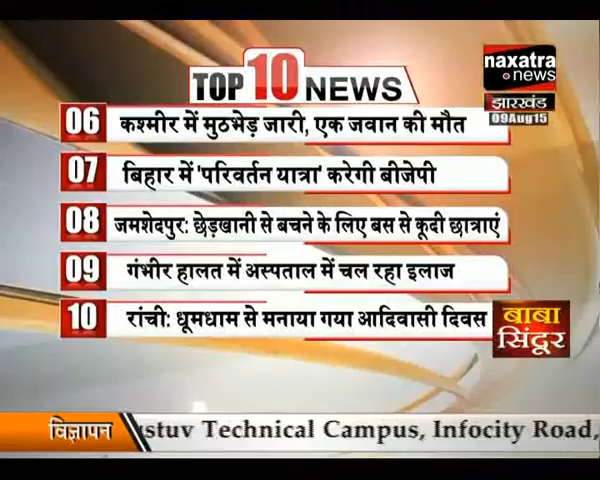 TOP 10 NEWS
naxatra
news
झारखंड
09Aug15
06 कश्मीर में मुठभेड़ जारी, एक जवान की मौत
07 बिहार में 'परिवर्तन यात्रा' करेगी बीजेपी
08 जमशेदपुर: छेड़खानी से बचने के लिए बस से कूदी छात्राएं
09 गंभीर हालत में अस्पताल में चल रहा इलाज
10 रांची: धूमधाम से मनाया गया आदिवासी दिवस
बाबा
सिंदूर
विज्ञापन ustuv Technical Campus, Infocity Road,